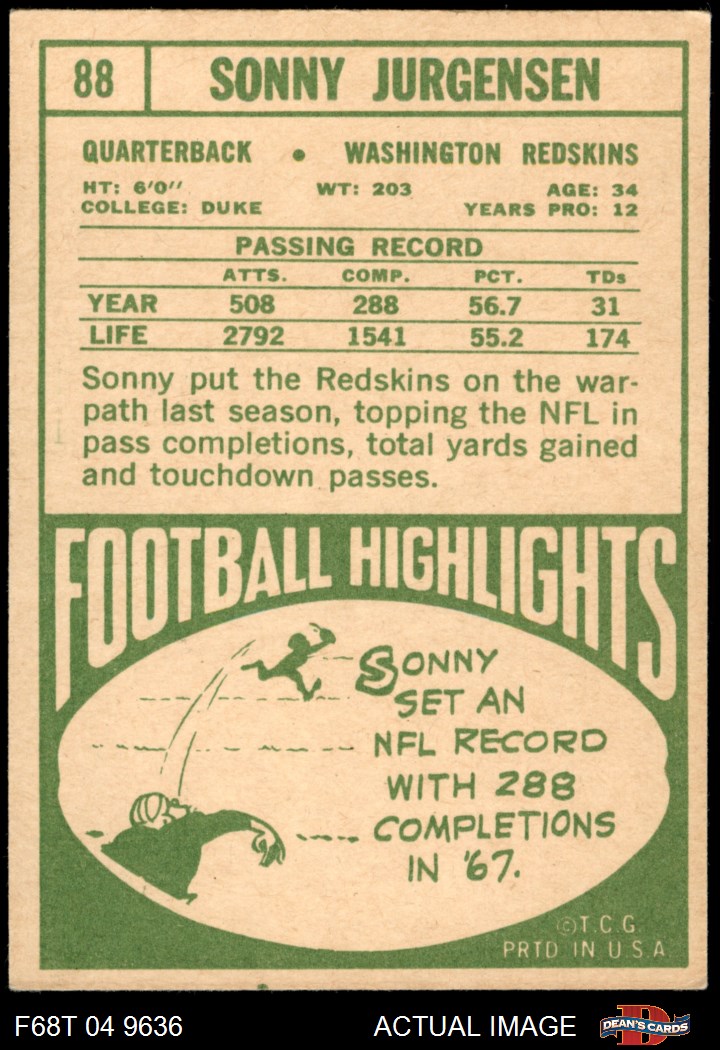 88 SONNY JURGENSEN
QUARTERBACK • WASHINGTON REDSKINS
HT: 6'0" WT: 203 AGE: 34
COLLEGE: DUKE YEARS PRO: 12
PASSING RECORD
ATTS. COMP. PCT. TDs
YEAR 508 288 56.7 31
LIFE 2792 1541 55.2 174
Sonny put the Redskins on the war-
path last season, topping the NFL in
pass completions, total yards gained
and touchdown passes.
FOOTBALL HIGHLIGHTS
SONNY
SET AN
NFL RECORD
WITH 288
COMPLETIONS
IN '67.
©T.C.G.
PRTD IN U.S.A
F68T 04 9636 ACTUAL IMAGE D DEAN'S CARDS